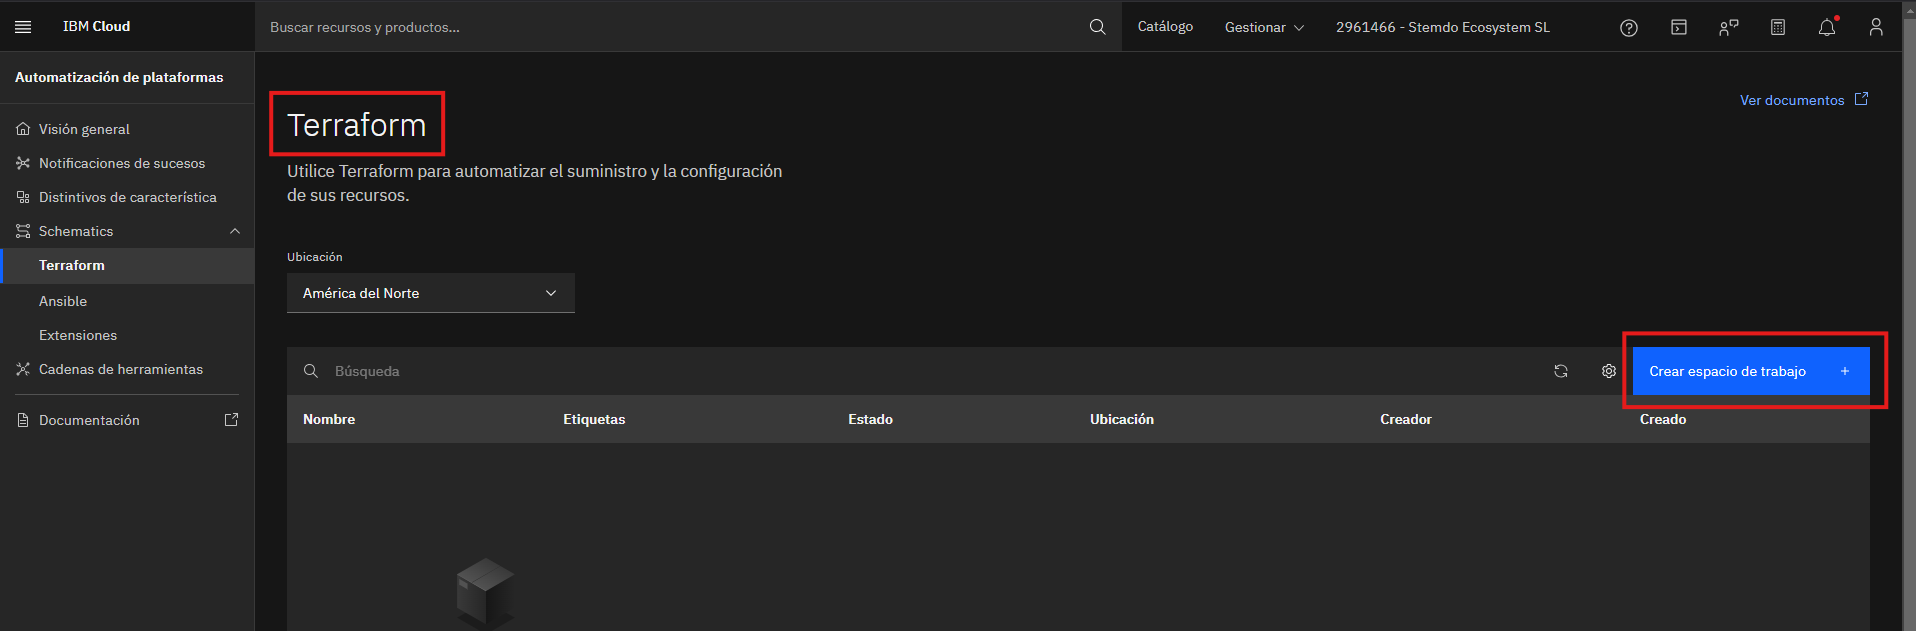 IBM Cloud
Buscar recursos y productos...
Catálogo
Gestionar
2961466 - Stemdo Ecosystem SL
Automatización de plataformas
Visión general
Notificaciones de sucesos
Distintivos de característica
Schematics
Terraform
Ansible
Extensiones
Cadenas de herramientas
Documentación
Ver documentos
Terraform
Utilice Terraform para automatizar el suministro y la configuración
de sus recursos.
Ubicación
América del Norte
Búsqueda
Crear espacio de trabajo +
Nombre Etiquetas Estado Ubicación Creador Creado